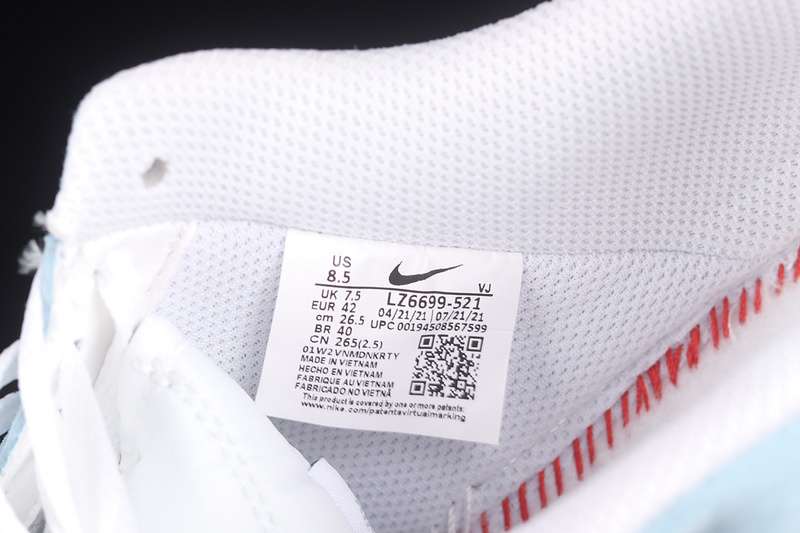 US
8.5
VJ
UK 7.5
LZ6699-521
EUR 42
04/21/21 | 07/21/21
cm 26.5
UPC 00194508567599
BR 40
CN 265(2.5)
01W2VNMDNKRTY
MADE IN VIETNAM
HECHO EN VIETNAM
FABRIQUE AU VIETNAM
FABRICADO NO VIETNÃ
This product is covered by one or more patents. See
www.nike.com/patentsvirtualmarking